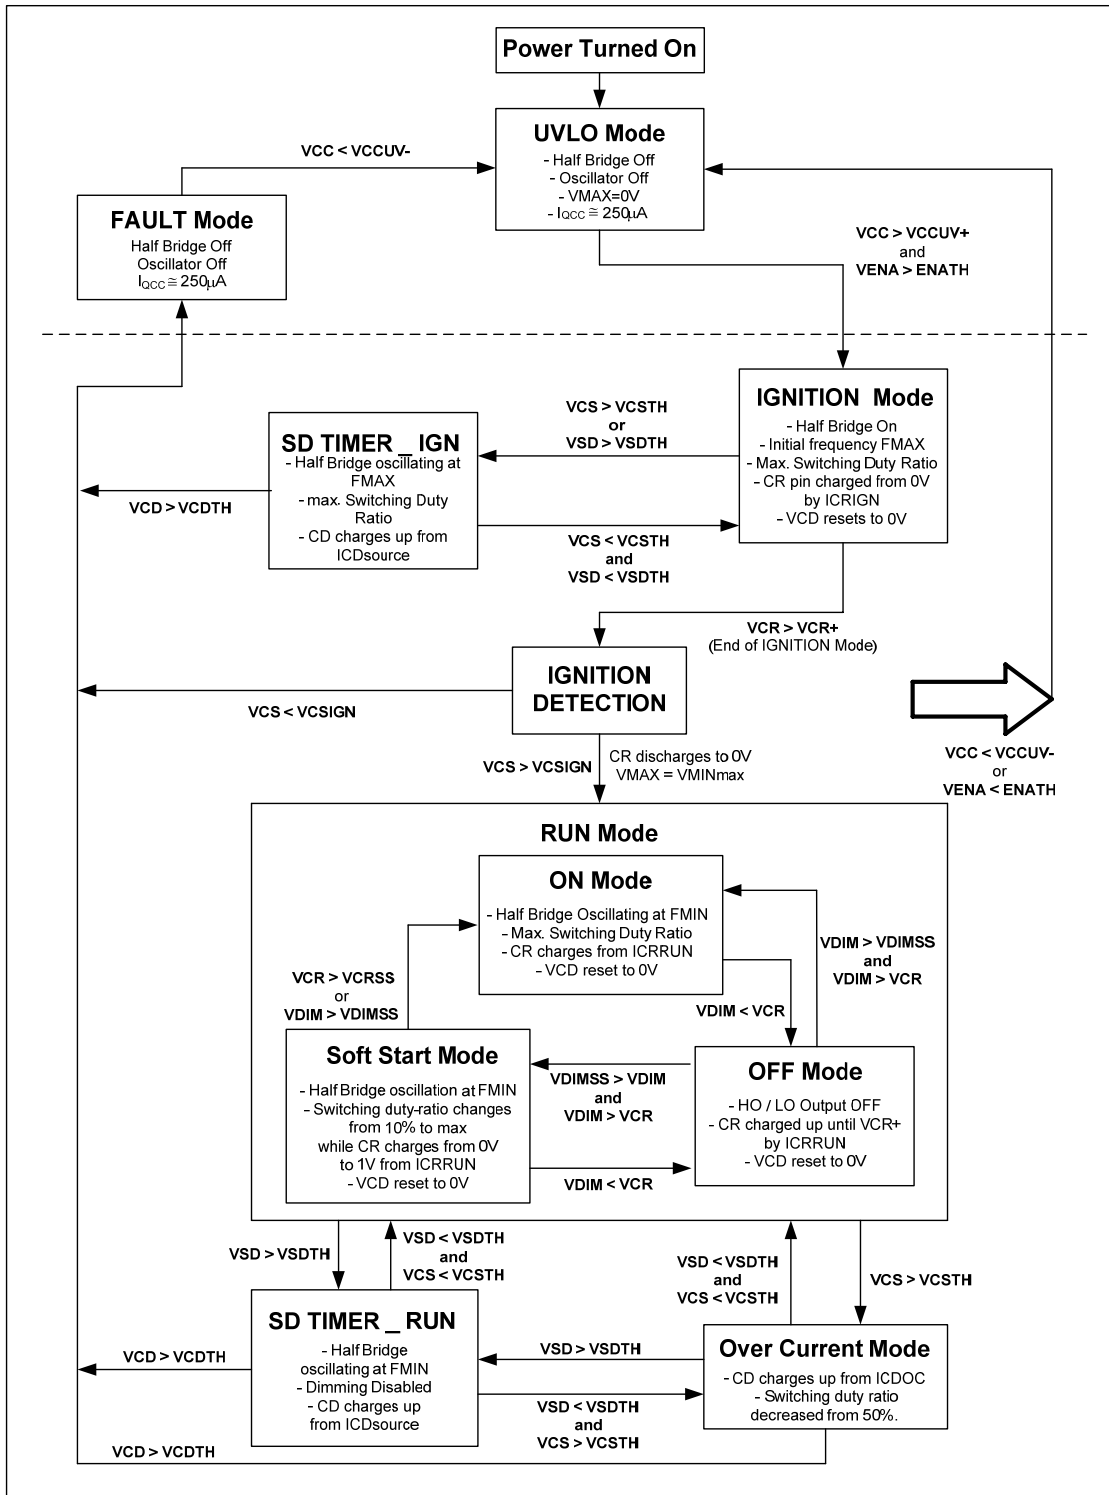 Power Turned On
UVLO Mode
- Half Bridge Off
- Oscillator Off
- VMAX=0V
- IQCC ≅ 250µA
VCC < VCCUV-
FAULT Mode
Half Bridge Off
Oscillator Off
IQCC ≅ 250µA
VCC > VCCUV+
and
VENA > ENATH
IGNITION Mode
- Half Bridge On
- Initial frequency FMAX
- Max. Switching Duty Ratio
- CR pin charged from 0V
by ICRIGN
- VCD resets to 0V
VCS > VCSTH
or
VSD > VSDTH
SD TIMER _ IGN
- Half Bridge oscillating at
FMAX
- max. Switching Duty
Ratio
- CD charges up from
ICDsource
VCD > VCDTH
VCS < VCSTH
and
VSD < VSDTH
VCR > VCR+
(End of IGNITION Mode)
IGNITION
DETECTION
VCS < VCSIGN
VCS > VCSIGN
CR discharges to 0V
VMAX = VMINmax
VCC < VCCUV-
or
VENA < ENATH
RUN Mode
ON Mode
- Half Bridge Oscillating at FMIN
- Max. Switching Duty Ratio
- CR charges from ICRRUN
- VCD reset to 0V
VCR > VCRSS
or
VDIM > VDIMSS
VDIM > VDIMSS
and
VDIM > VCR
VDIM < VCR
Soft Start Mode
- Half Bridge oscillation at FMIN
- Switching duty-ratio changes
from 10% to max
while CR charges from 0V
to 1V from ICRRUN
- VCD reset to 0V
VDIMSS > VDIM
and
VDIM > VCR
VDIM < VCR
OFF Mode
- HO / LO Output OFF
- CR charged up until VCR+
by ICRRUN
- VCD reset to 0V
VSD > VSDTH
VSD < VSDTH
and
VCS < VCSTH
VSD < VSDTH
and
VCS < VCSTH
VCS > VCSTH
SD TIMER _ RUN
- Half Bridge
oscillating at FMIN
- Dimming Disabled
- CD charges up
from ICDsource
VCD > VCDTH
VSD > VSDTH
VSD < VSDTH
and
VCS > VCSTH
Over Current Mode
- CD charges up from ICDOC
- Switching duty ratio
decreased from 50%.
VCD > VCDTH